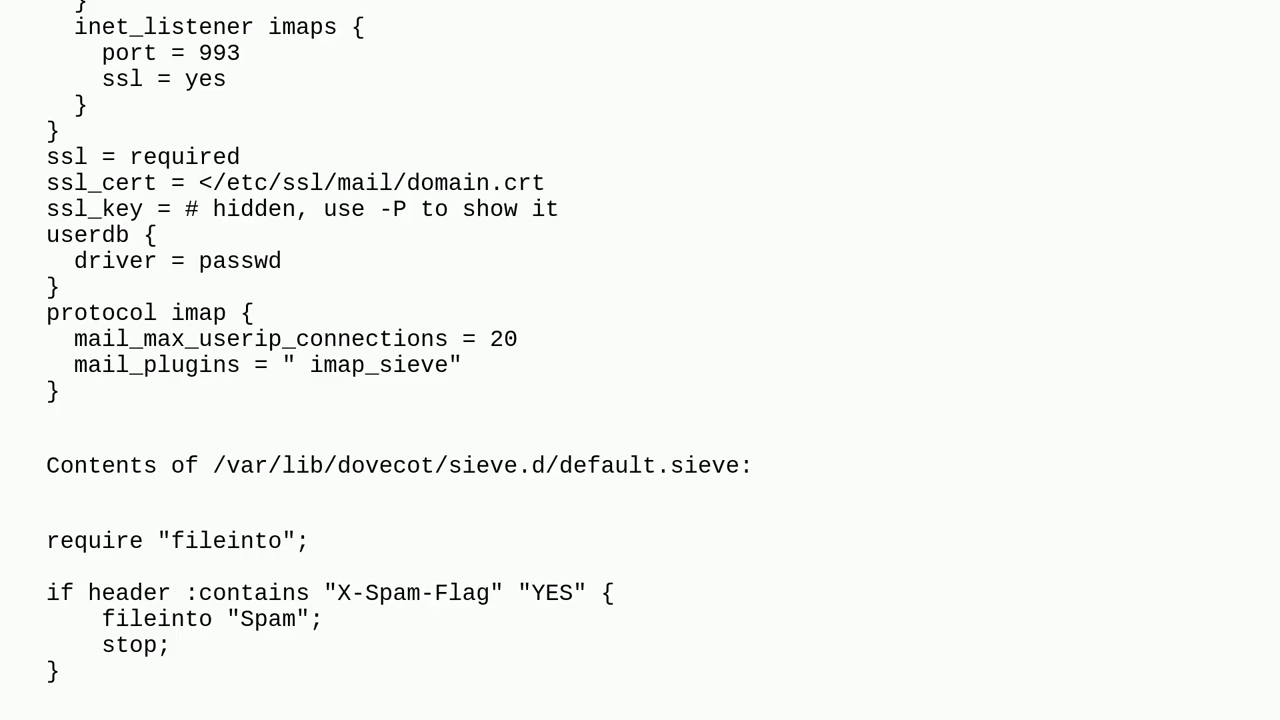 }
inet_listener imaps {
port = 993
ssl = yes
}
}
ssl = required
ssl_cert = </etc/ssl/mail/domain.crt
ssl_key = # hidden, use -P to show it
userdb {
driver = passwd
}
protocol imap {
mail_max_userip_connections = 20
mail_plugins = " imap_sieve"
}
Contents of /var/lib/dovecot/sieve.d/default.sieve:
require "fileinto";
if header :contains "X-Spam-Flag" "YES" {
fileinto "Spam";
stop;
}